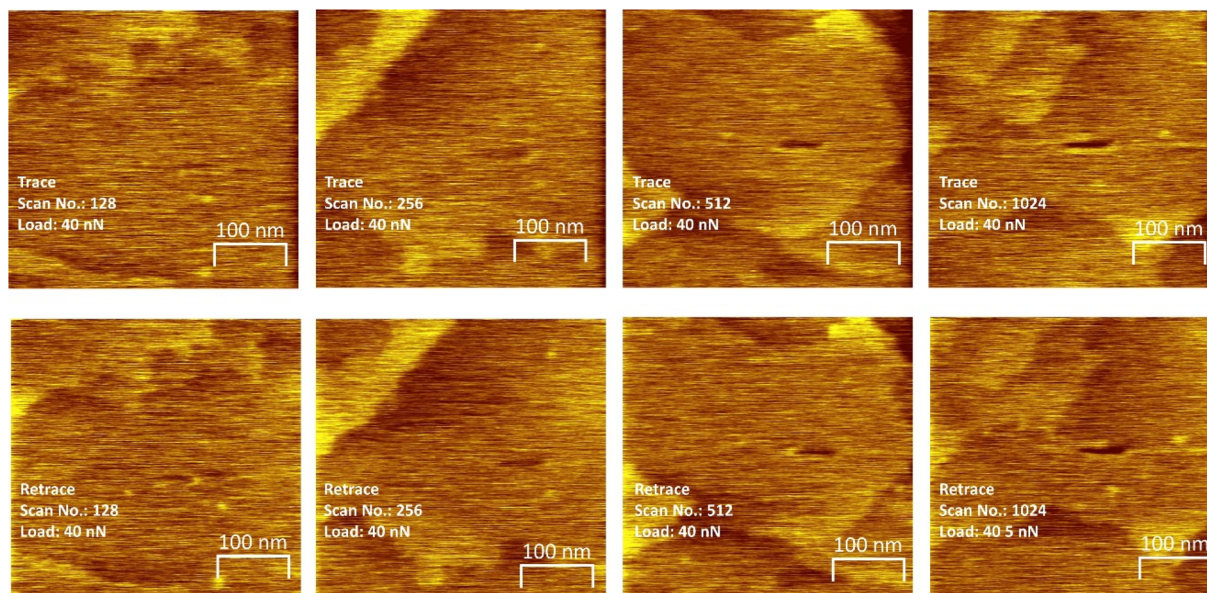 Trace
Scan No.: 128
Load: 40 nN
100 nm
Trace
Scan No.: 256
Load: 40 nN
100 nm
Trace
Scan No.: 512
Load: 40 nN
100 nm
Trace
Scan No.: 1024
Load: 40 nN
100 nm
Retrace
Scan No.: 128
Load: 40 nN
100 nm
Retrace
Scan No.: 256
Load: 40 nN
100 nm
Retrace
Scan No.: 512
Load: 40 nN
100 nm
Retrace
Scan No.: 1024
Load: 40 5 nN
100 nm